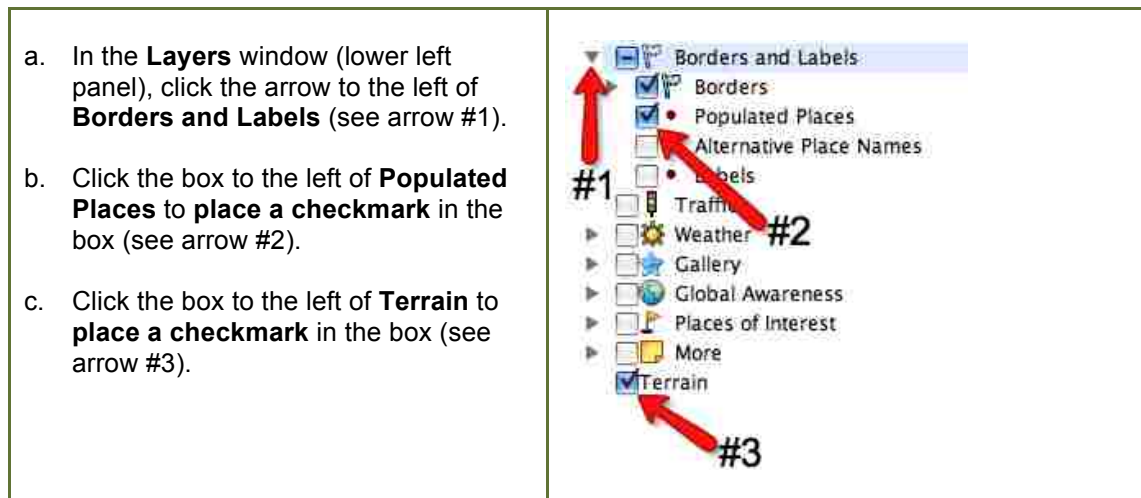 a. In the Layers window (lower left
panel), click the arrow to the left of
Borders and Labels (see arrow #1).
b. Click the box to the left of Populated
Places to place a checkmark in the
box (see arrow #2).
c. Click the box to the left of Terrain to
place a checkmark in the box (see
arrow #3).
Borders and Labels
Borders
Populated Places
Alternative Place Names
#1
Traffic
Weather
#2
Gallery
Global Awareness
Places of Interest
More
Terrain
#3